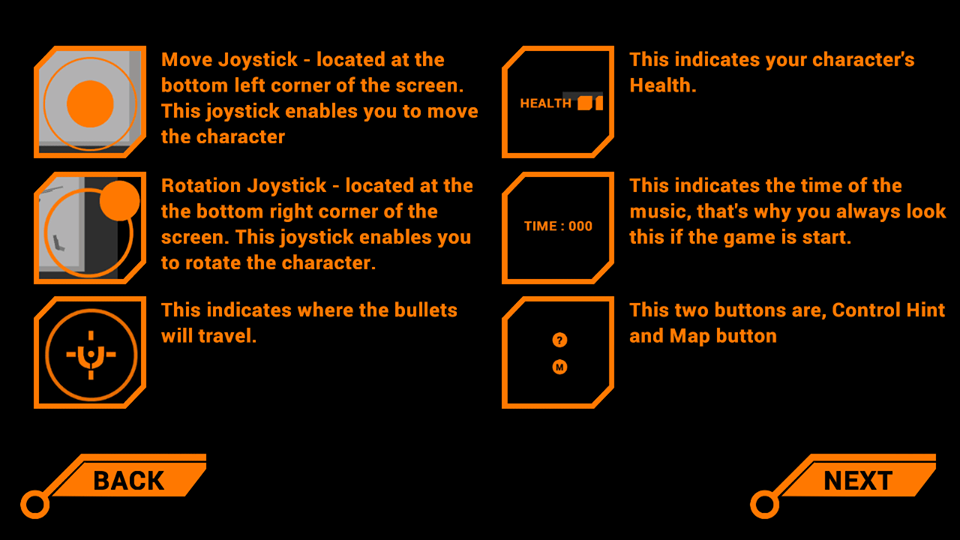 Move Joystick - located at the
bottom left corner of the screen.
This joystick enables you to move
the character
Rotation Joystick - located at the
the bottom right corner of the
screen. This joystick enables you
to rotate the character.
This indicates where the bullets
will travel.
HEALTH
This indicates your character's
Health.
TIME : 000
This indicates the time of the
music, that's why you always look
this if the game is start.
?
M
This two buttons are, Control Hint
and Map button
BACK
NEXT